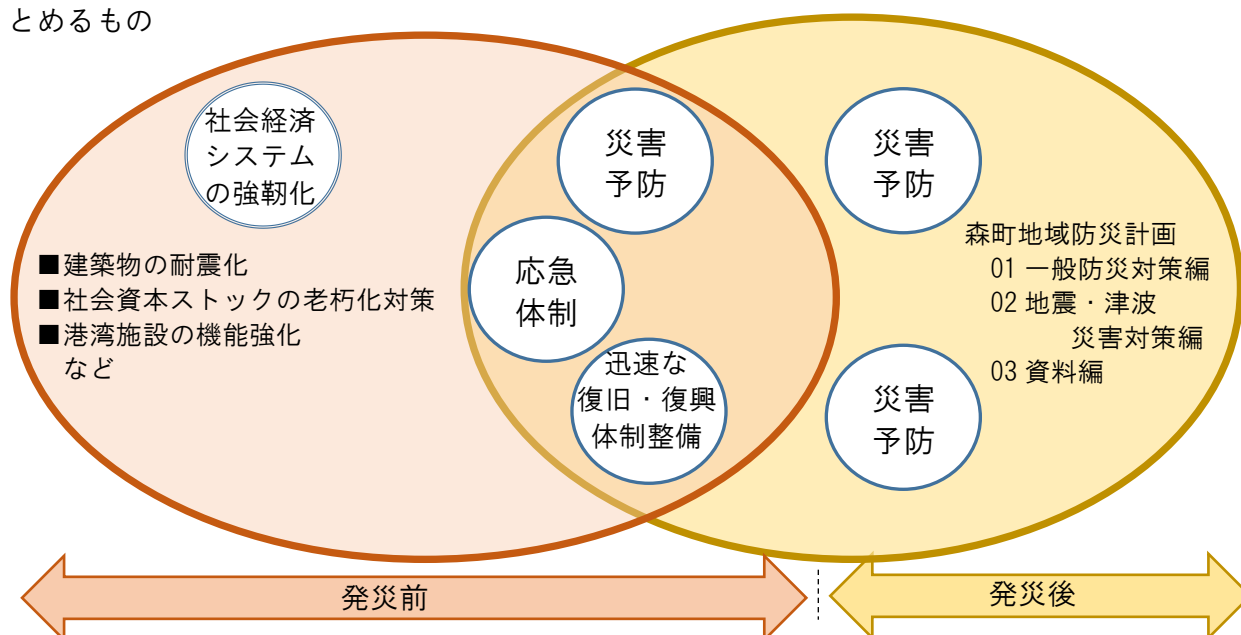 とめるもの
社会経済
システム
の強靭化
■建築物の耐震化
■社会資本ストックの老朽化対策
■港湾施設の機能強化
など
災害
予防
応急
体制
迅速な
復旧・復興
体制整備
災害
予防
森町地域防災計画
01 一般防災対策編
02 地震・津波
災害対策編
03 資料編
災害
予防
発災前
発災後